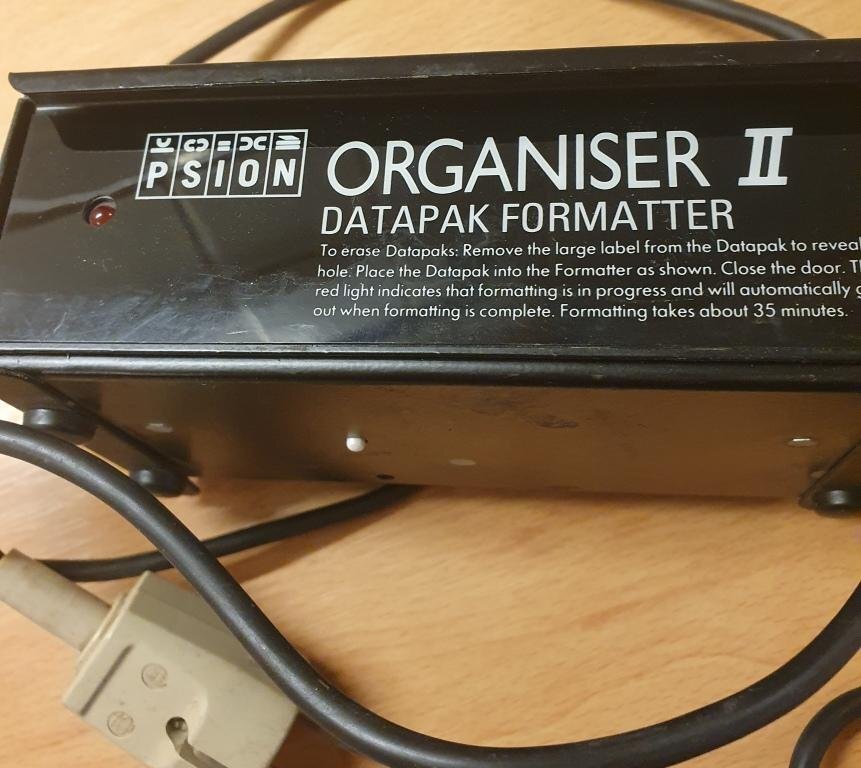 PSION
ORGANISER II
DATAPAK FORMATTER
To erase Datapaks: Remove the large label from the Datapak to reveal
hole. Place the Datapak into the Formatter as shown. Close the door.
red light indicates that formatting is in progress and will automatically
out when formatting is complete. Formatting takes about 35 minutes.